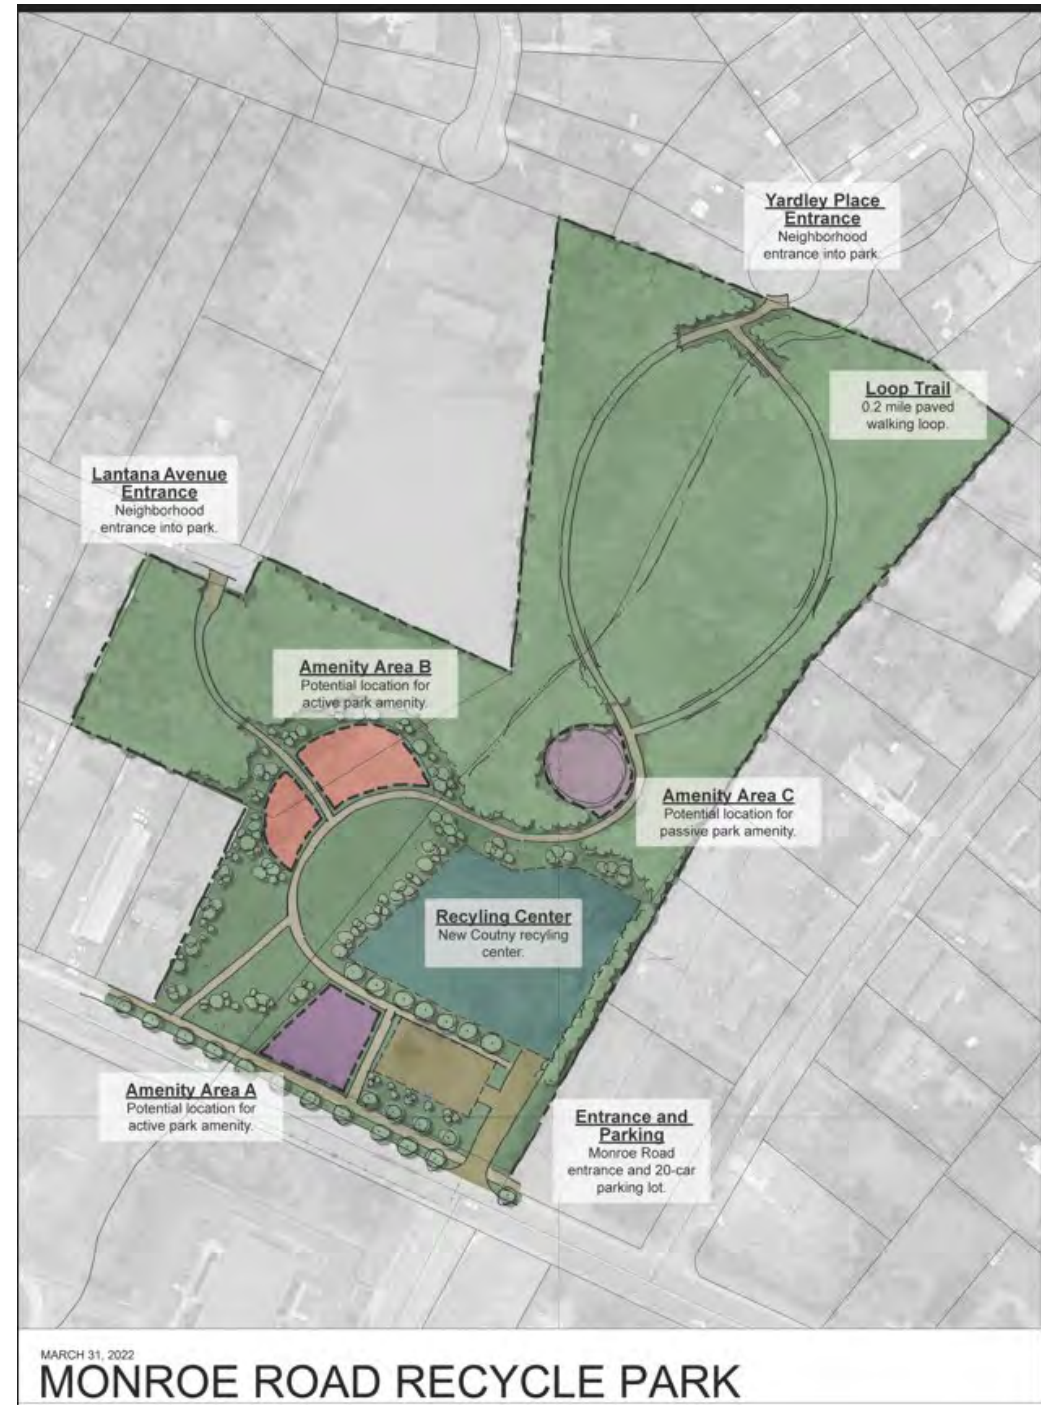 Yardley Place
Entrance
Neighborhood
entrance into park
Loop Trail
0.2 mile paved
walking loop.
Lantana Avenue
Entrance
Neighborhood
entrance into park.
Amenity Area B
Potential location for
active park amenity.
Amenity Area C
Potential location for
passive park amenity.
Recyling Center
New Coutny recyling
center.
Amenity Area A
Potential location for
active park amenity.
Entrance and
Parking
Monroe Road
entrance and 20-car
parking lot.
MARCH 31, 2022
MONROE ROAD RECYCLE PARK